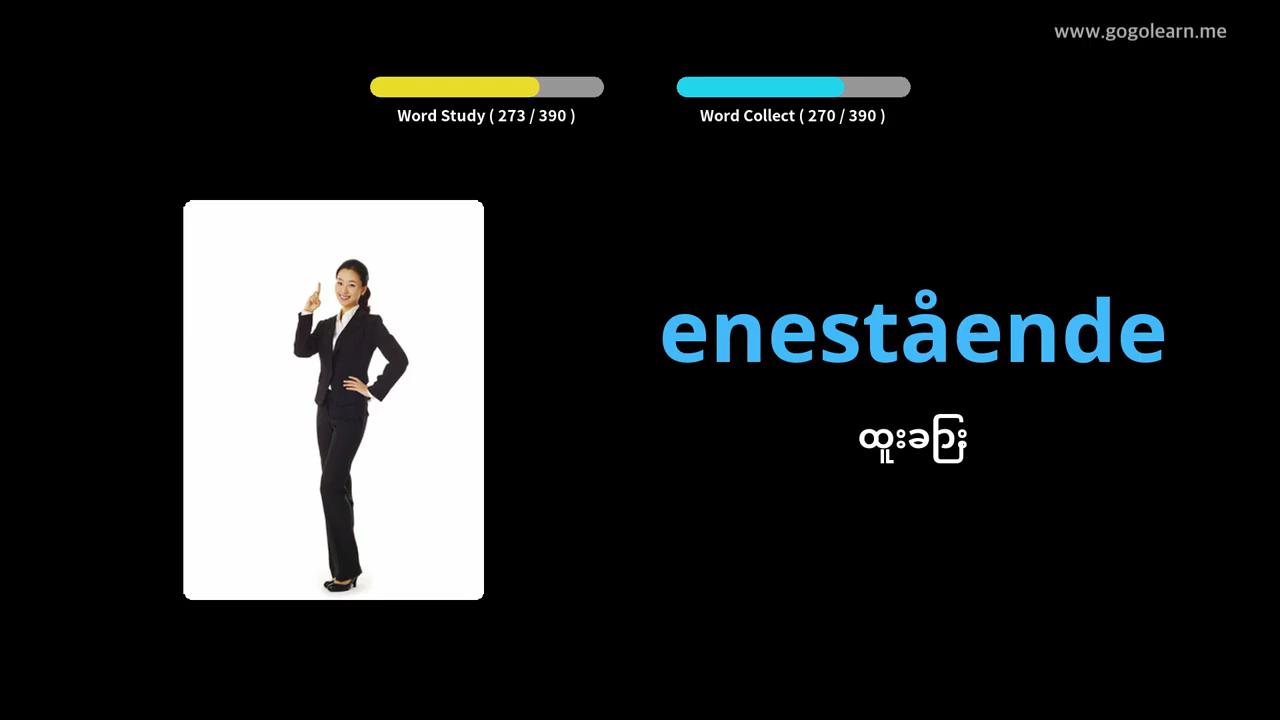 www.gogolearn.me
Word Study ( 273 / 390 )
Word Collect ( 270 / 390 )
enestående
ထူးခြား